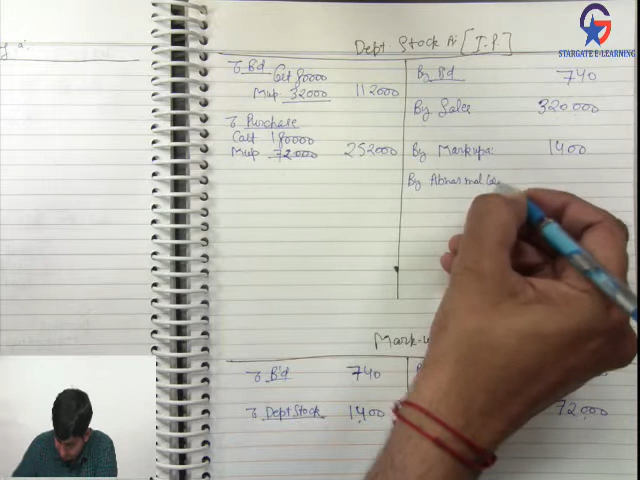 Dept. Stock A/c [I.P.]
To Bd
Cost 80000
Mup 32000 112000
To Purchase
Cost 180000
Mup 72000 252000
By Bd 740
By Sales 320000
By Markup a/c 1400
By Abnormal
Mark-u
To B/d 740
To Dept Stock 1400
72000
STARGATE E-LEARNING